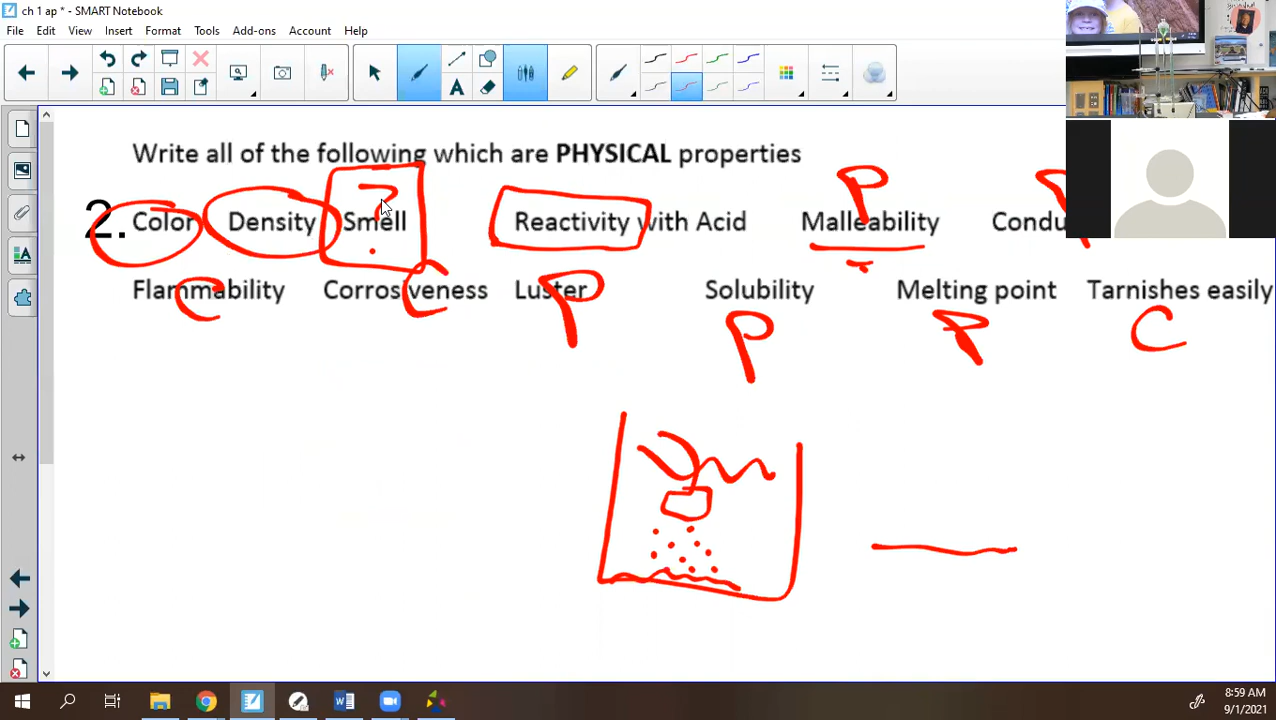 ch 1 ap * - SMART Notebook
File Edit View Insert Format Tools Add-ons Account Help
Write all of the following which are PHYSICAL properties
P P
2. Color Density Smell ? Reactivity with Acid Malleability Condu
Flammability Corrosiveness Luster Solubility Melting point Tarnishes easily
C C P P P C
8:59 AM
9/1/2021